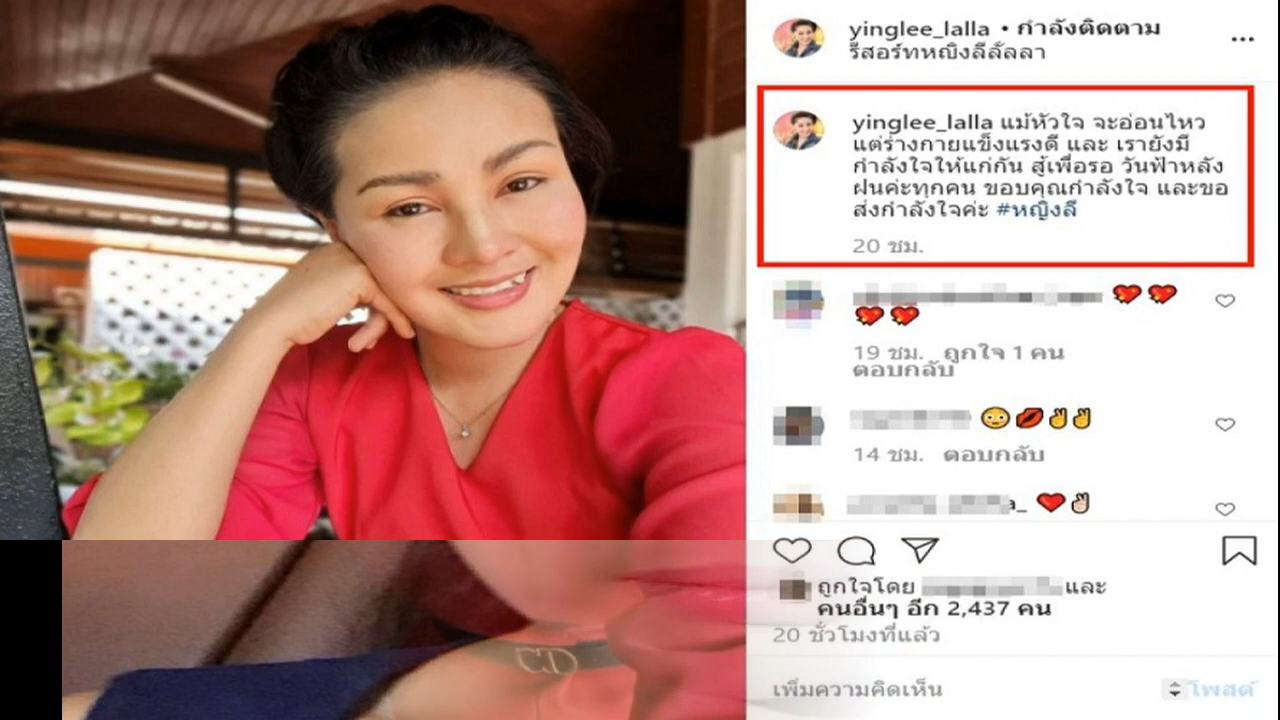 yinglee_lalla • กำลังติดตาม
รีสอร์ทหญิงลีลั้ลลา
yinglee_lalla แม้หัวใจ จะอ่อนไหว
แต่ร่างกายแข็งแรงดี และ เรายังมี
กำลังใจให้แก่กัน สู้เพื่อรอ วันฟ้าหลัง
ฝนค่ะทุกคน ขอบคุณกำลังใจ และขอ
ส่งกำลังใจค่ะ #หญิงลี
20 ชม.
19 ชม. ถูกใจ 1 คน
ตอบกลับ
14 ชม. ตอบกลับ
ถูกใจโดย และ
คนอื่นๆ อีก 2,437 คน
20 ชั่วโมงที่แล้ว
CD
เพิ่มความคิดเห็น
โพสต์